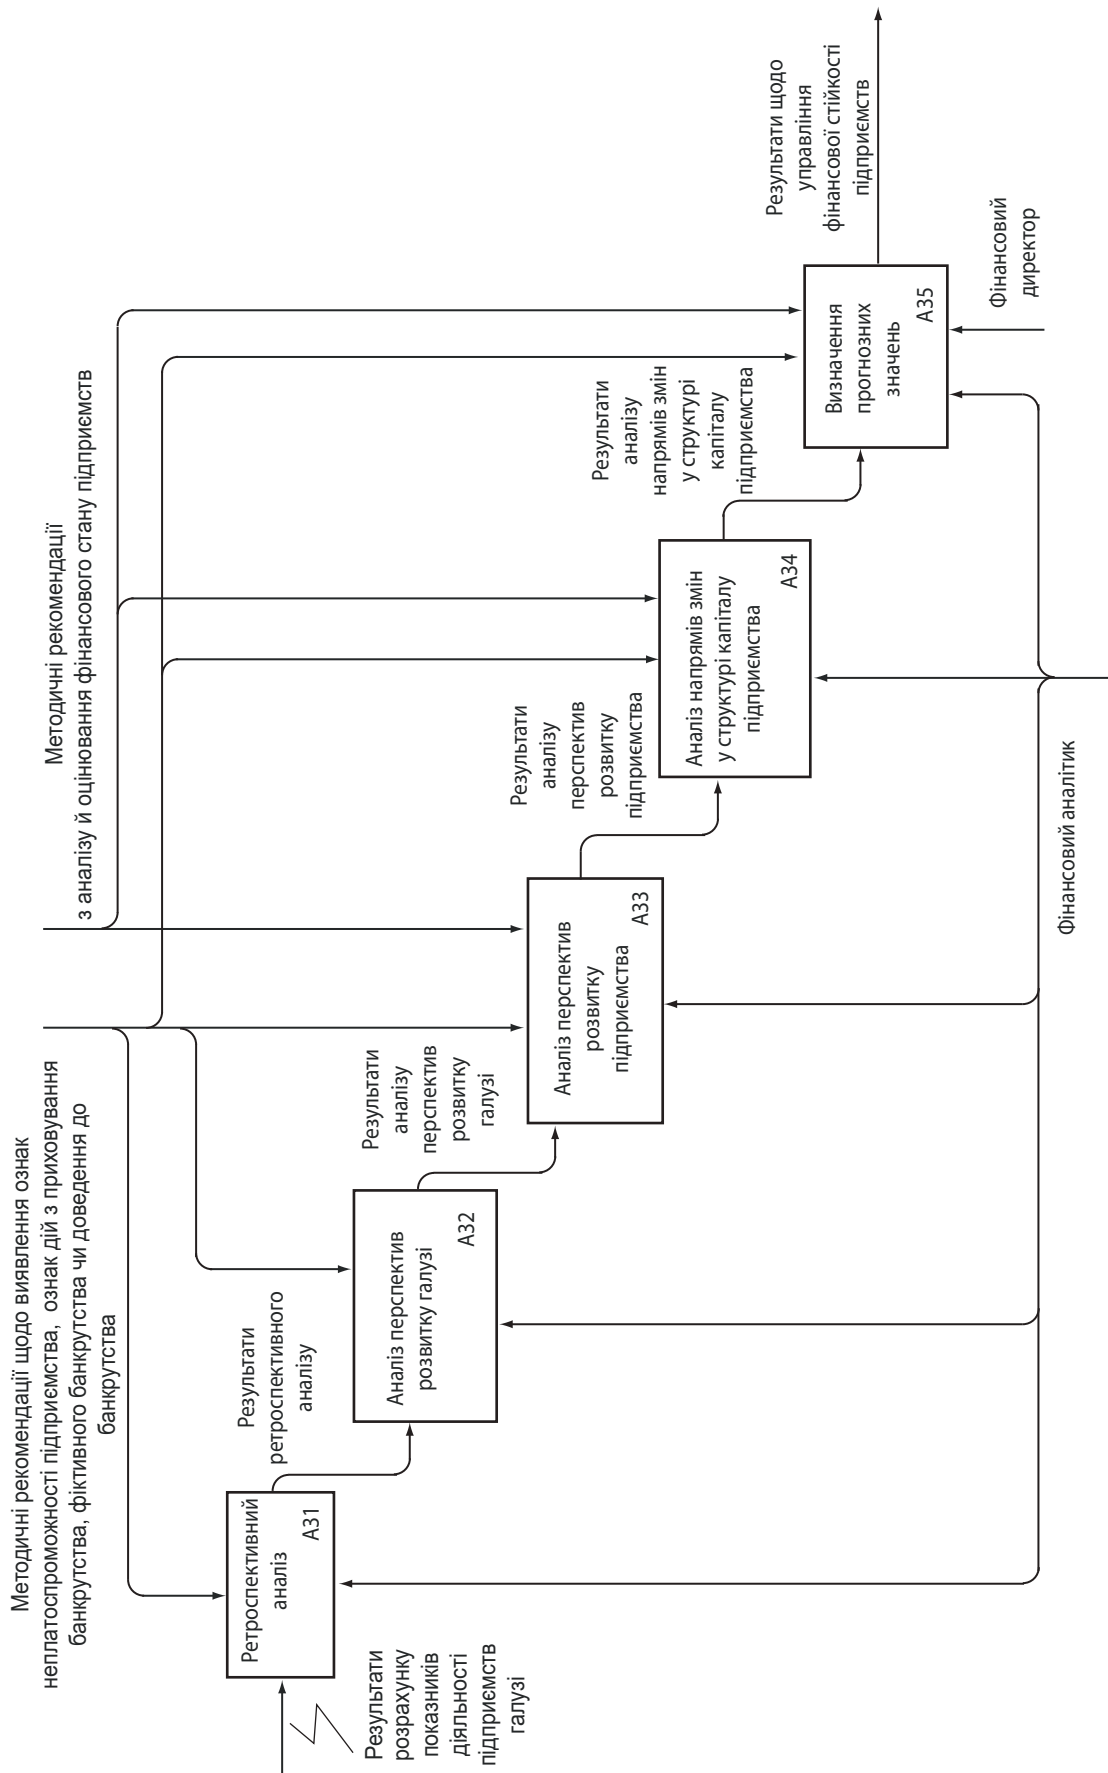 Методичні рекомендації щодо виявлення ознак
неплатоспроможності підприємства, ознак дій з приховування
банкрутства, фіктивного банкрутства чи доведення до
банкрутства
Методичні рекомендації
з аналізу й оцінювання фінансового стану підприємств
Результати
розрахунку
показників
діяльності
підприємств
галузі
Ретроспективний
аналіз
А31
Результати
ретроспективного
аналізу
Аналіз перспектив
розвитку галузі
А32
Результати
аналізу
перспектив
розвитку
галузі
Аналіз перспектив
розвитку
підприємства
А33
Результати
аналізу
перспектив
розвитку
підприємства
Аналіз напрямів змін
у структурі капіталу
підприємства
А34
Результати
аналізу
напрямів змін
у структурі
капіталу
підприємства
Визначення
прогнозних
значень
А35
Результати щодо
управління
фінансової стійкості
підприємств
Фінансовий
директор
Фінансовий аналітик